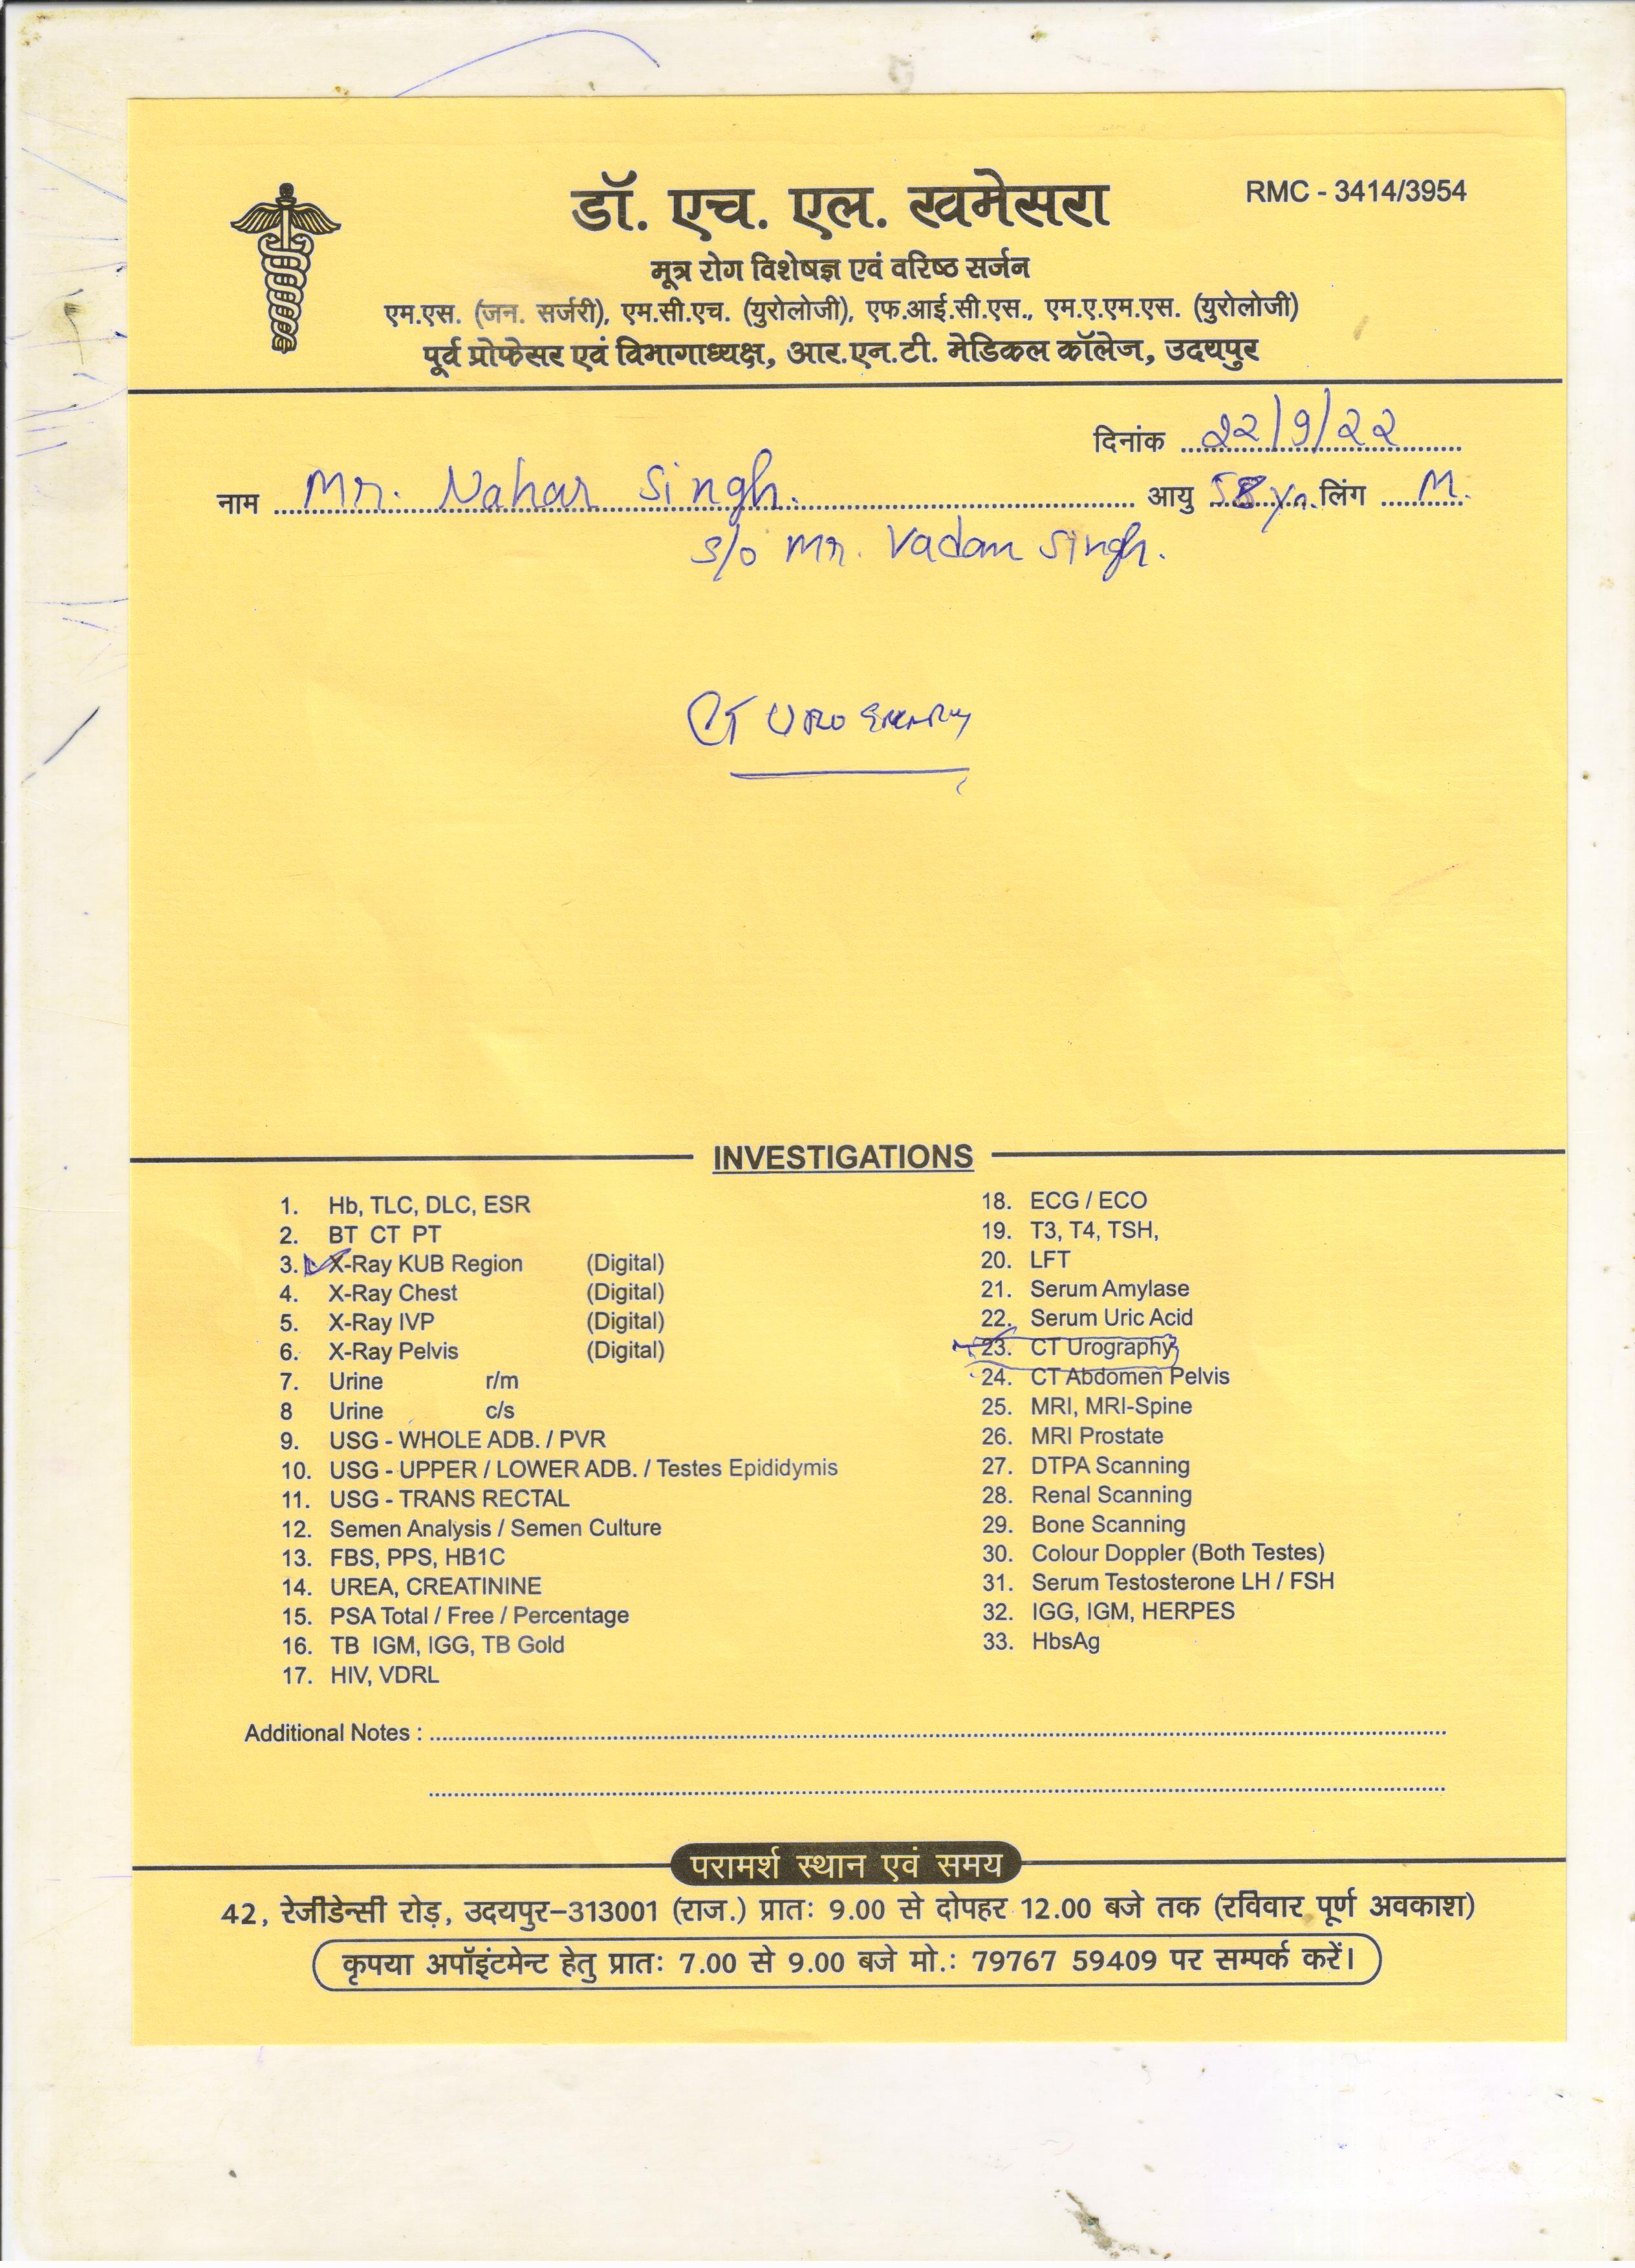 डॉ. एच. एल. खमेसरा
RMC - 3414/3954
मूत्र रोग विशेषज्ञ एवं वरिष्ठ सर्जन
एम.एस. (जन. सर्जरी), एम.सी.एच. (युरोलोजी), एफ.आई.सी.एस., एम.ए.एम.एस. (युरोलोजी)
पूर्व प्रोफेसर एवं विभागाध्यक्ष, आर.एन.टी. मेडिकल कॉलेज, उदयपुर
दिनांक 22/9/22
नाम Mr. Nahar Singh. आयु 58 Yr. लिंग M.
S/o Mr. Vadan Singh.
CT Urography
INVESTIGATIONS
1. Hb, TLC, DLC, ESR
2. BT CT PT
3. X-Ray KUB Region (Digital)
4. X-Ray Chest (Digital)
5. X-Ray IVP (Digital)
6. X-Ray Pelvis (Digital)
7. Urine r/m
8 Urine c/s
9. USG - WHOLE ADB. / PVR
10. USG - UPPER / LOWER ADB. / Testes Epididymis
11. USG - TRANS RECTAL
12. Semen Analysis / Semen Culture
13. FBS, PPS, HB1C
14. UREA, CREATININE
15. PSA Total / Free / Percentage
16. TB IGM, IGG, TB Gold
17. HIV, VDRL
18. ECG / ECO
19. T3, T4, TSH,
20. LFT
21. Serum Amylase
22. Serum Uric Acid
23. CT Urography
24. CT Abdomen Pelvis
25. MRI, MRI-Spine
26. MRI Prostate
27. DTPA Scanning
28. Renal Scanning
29. Bone Scanning
30. Colour Doppler (Both Testes)
31. Serum Testosterone LH / FSH
32. IGG, IGM, HERPES
33. HbsAg
Additional Notes :
परामर्श स्थान एवं समय
42, रेजीडेन्सी रोड़, उदयपुर-313001 (राज.) प्रातः 9.00 से दोपहर 12.00 बजे तक (रविवार पूर्ण अवकाश)
कृपया अपॉइंटमेन्ट हेतु प्रातः 7.00 से 9.00 बजे मो.: 79767 59409 पर सम्पर्क करें।